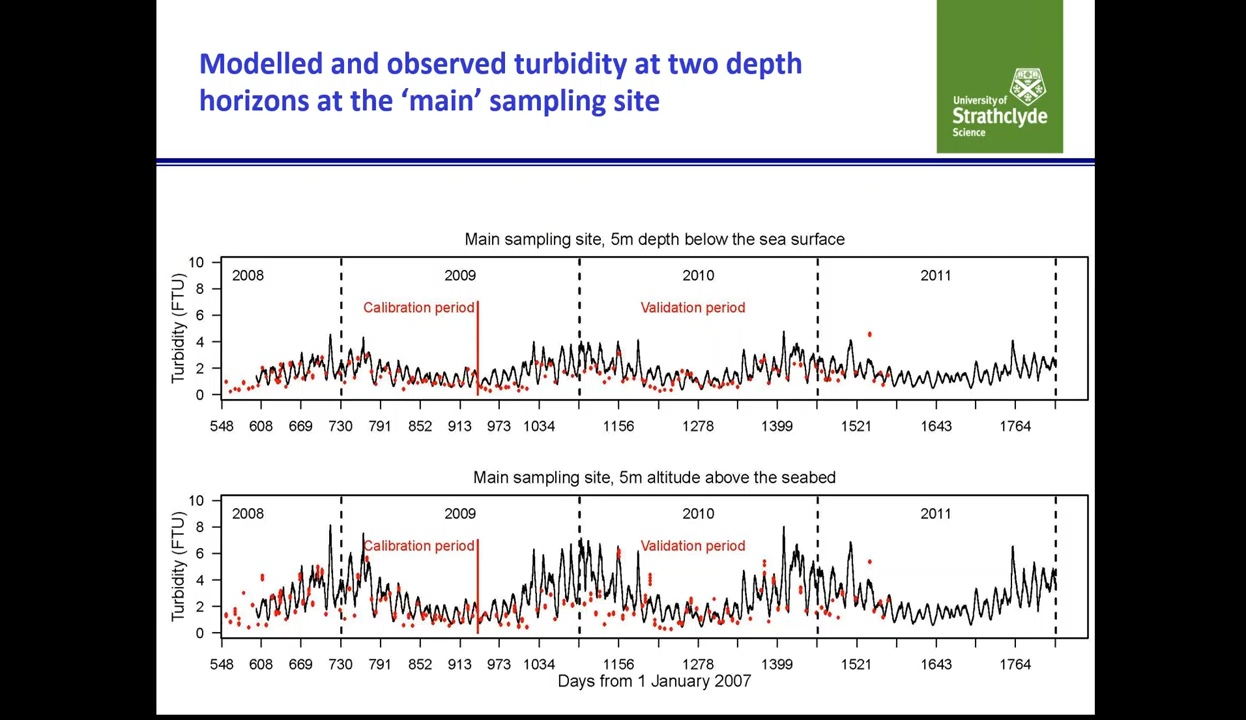 Modelled and observed turbidity at two depth
horizons at the ‘main’ sampling site
University of
Strathclyde
Science
Main sampling site, 5m depth below the sea surface
Turbidity (FTU)
10
8
6
4
2
0
2008 2009 2010 2011
Calibration period Validation period
548 608 669 730 791 852 913 973 1034 1156 1278 1399 1521 1643 1764
Main sampling site, 5m altitude above the seabed
Turbidity (FTU)
10
8
6
4
2
0
2008 2009 2010 2011
Calibration period Validation period
548 608 669 730 791 852 913 973 1034 1156 1278 1399 1521 1643 1764
Days from 1 January 2007